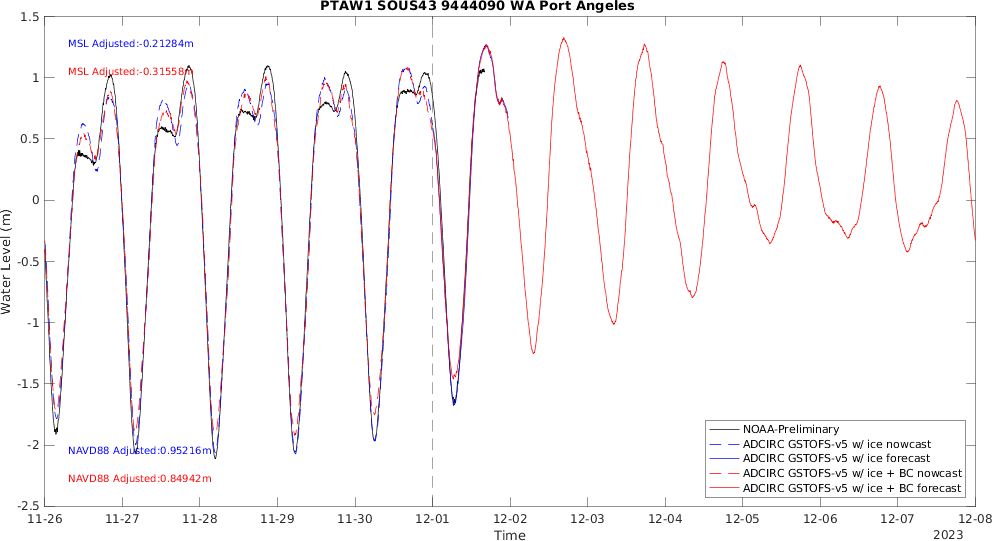 PTAW1 SOUS43 9444090 WA Port Angeles
1.5
1
0.5
0
-0.5
-1
-1.5
-2
-2.5
Water Level (m)
MSL Adjusted:-0.21284m
MSL Adjusted:-0.31558m
NAVD88 Adjusted:0.95216m
NAVD88 Adjusted:0.84942m
NOAA-Preliminary
ADCIRC GSTOFS-v5 w/ ice nowcast
ADCIRC GSTOFS-v5 w/ ice forecast
ADCIRC GSTOFS-v5 w/ ice + BC nowcast
ADCIRC GSTOFS-v5 w/ ice + BC forecast
11-26 11-27 11-28 11-29 11-30 12-01 12-02 12-03 12-04 12-05 12-06 12-07 12-08
Time
2023